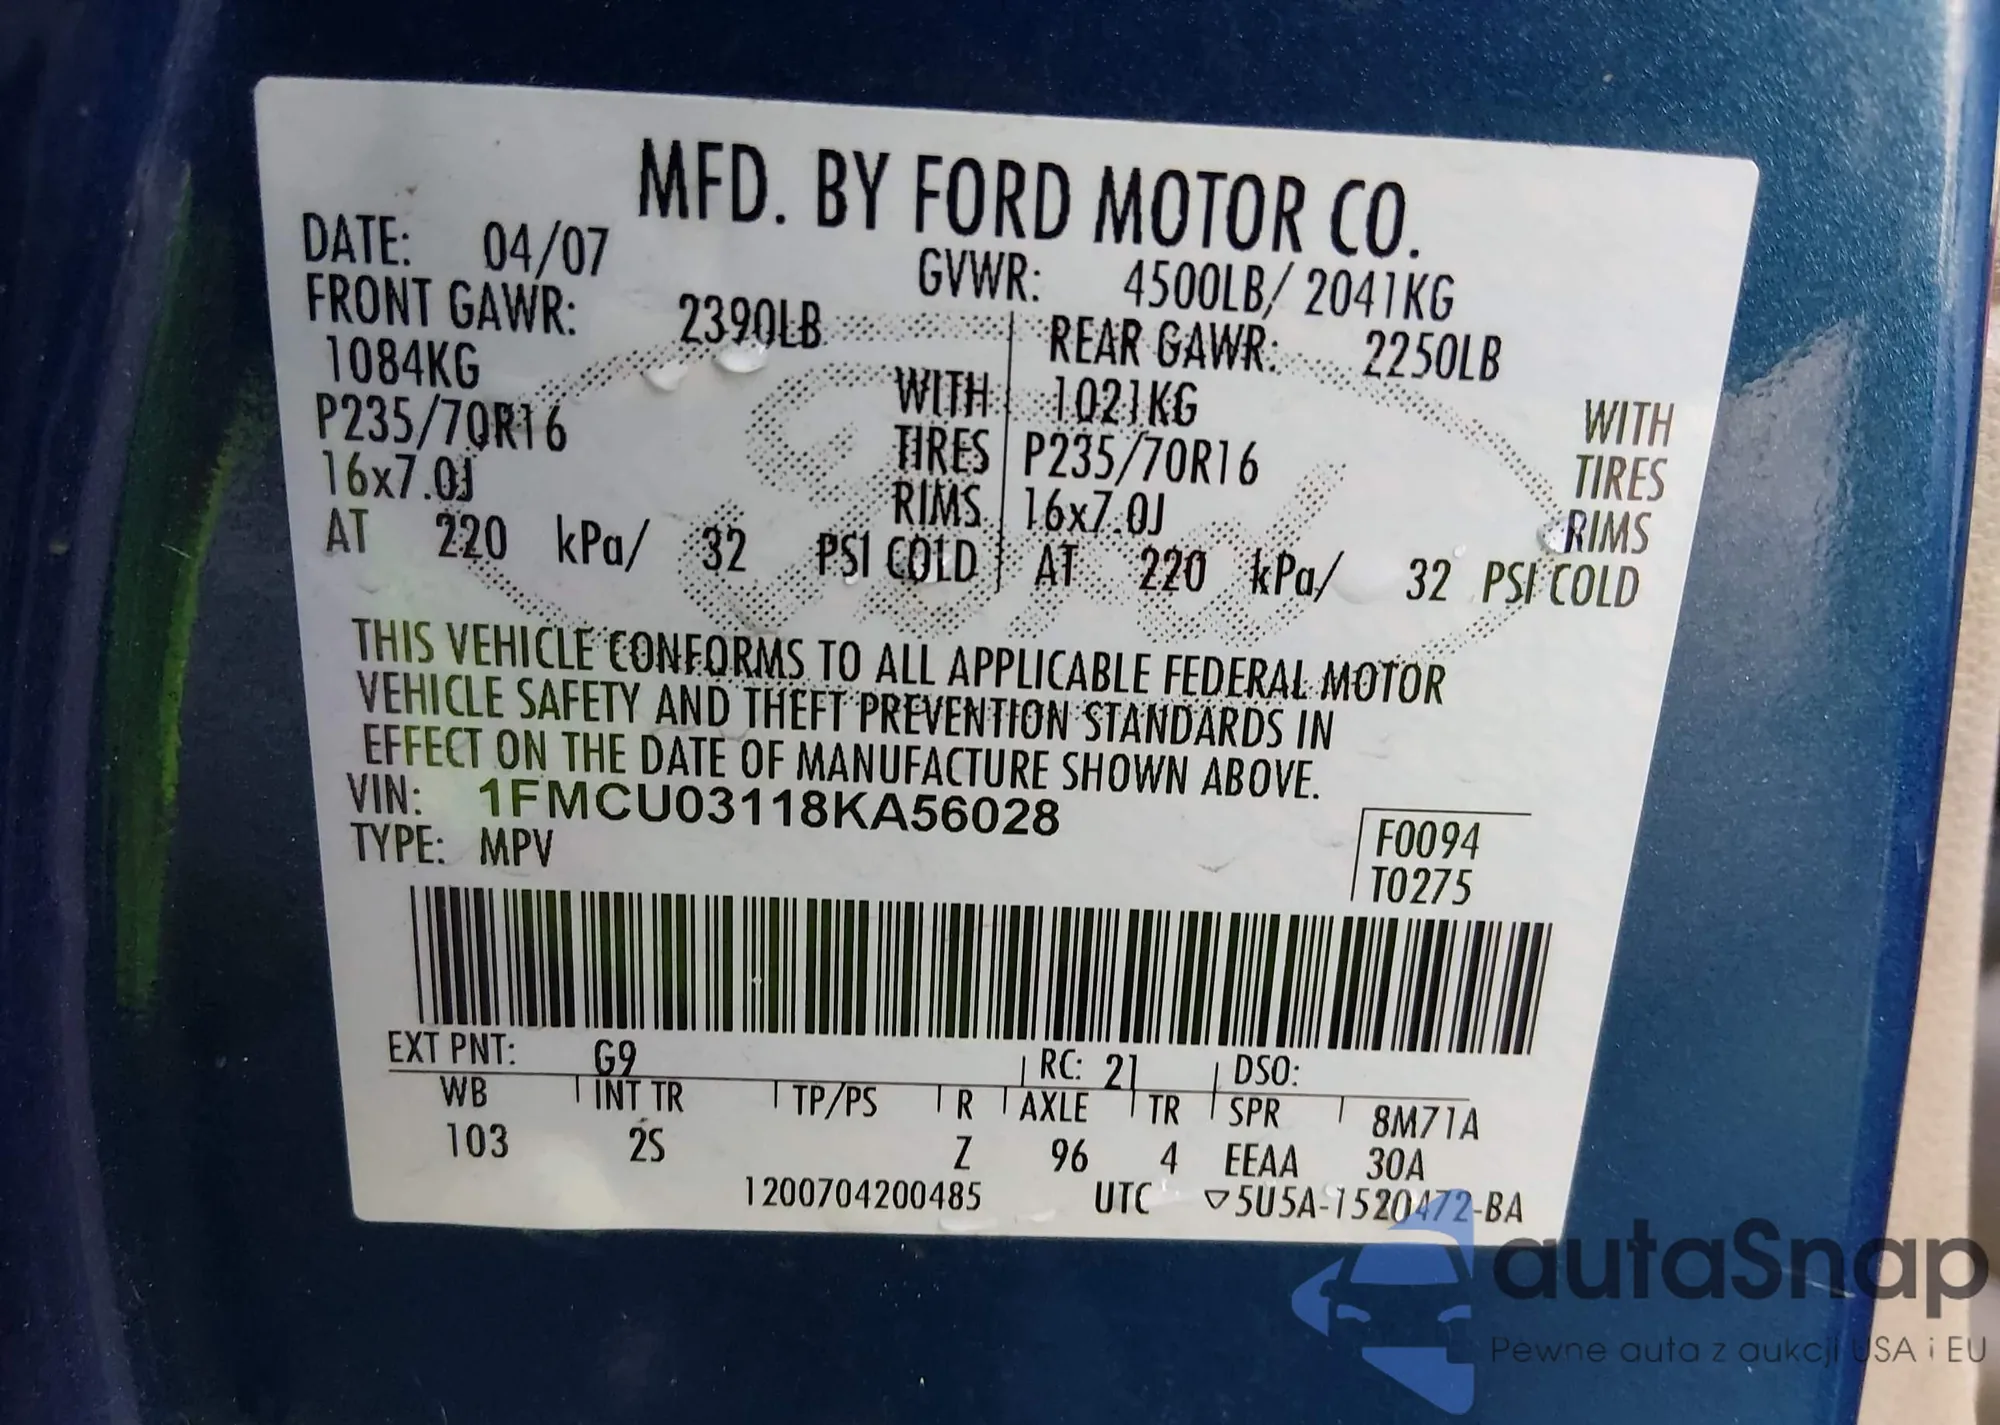 MFD. BY FORD MOTOR CO.
DATE: 04/07 GVWR: 4500LB/ 2041KG
FRONT GAWR: 2390LB REAR GAWR: 2250LB
1084KG WITH 1021KG WITH
P235/70R16 TIRES P235/70R16 TIRES
16x7.0J RIMS 16x7.0J RIMS
AT 220 kPa/ 32 PSI COLD AT 220 kPa/ 32 PSI COLD
THIS VEHICLE CONFORMS TO ALL APPLICABLE FEDERAL MOTOR
VEHICLE SAFETY AND THEFT PREVENTION STANDARDS IN
EFFECT ON THE DATE OF MANUFACTURE SHOWN ABOVE.
VIN: 1FMCU03118KA56028
TYPE: MPV
F0094
T0275
EXT PNT: G9 RC: 21 DSO:
WB INT TR TP/PS R AXLE TR SPR 8M71A
103 2S Z 96 4 EEAA 30A
1200704200485 UTC ▽5U5A-1520472-BA
autaSnap
Pewne auta z aukcji USA i EU